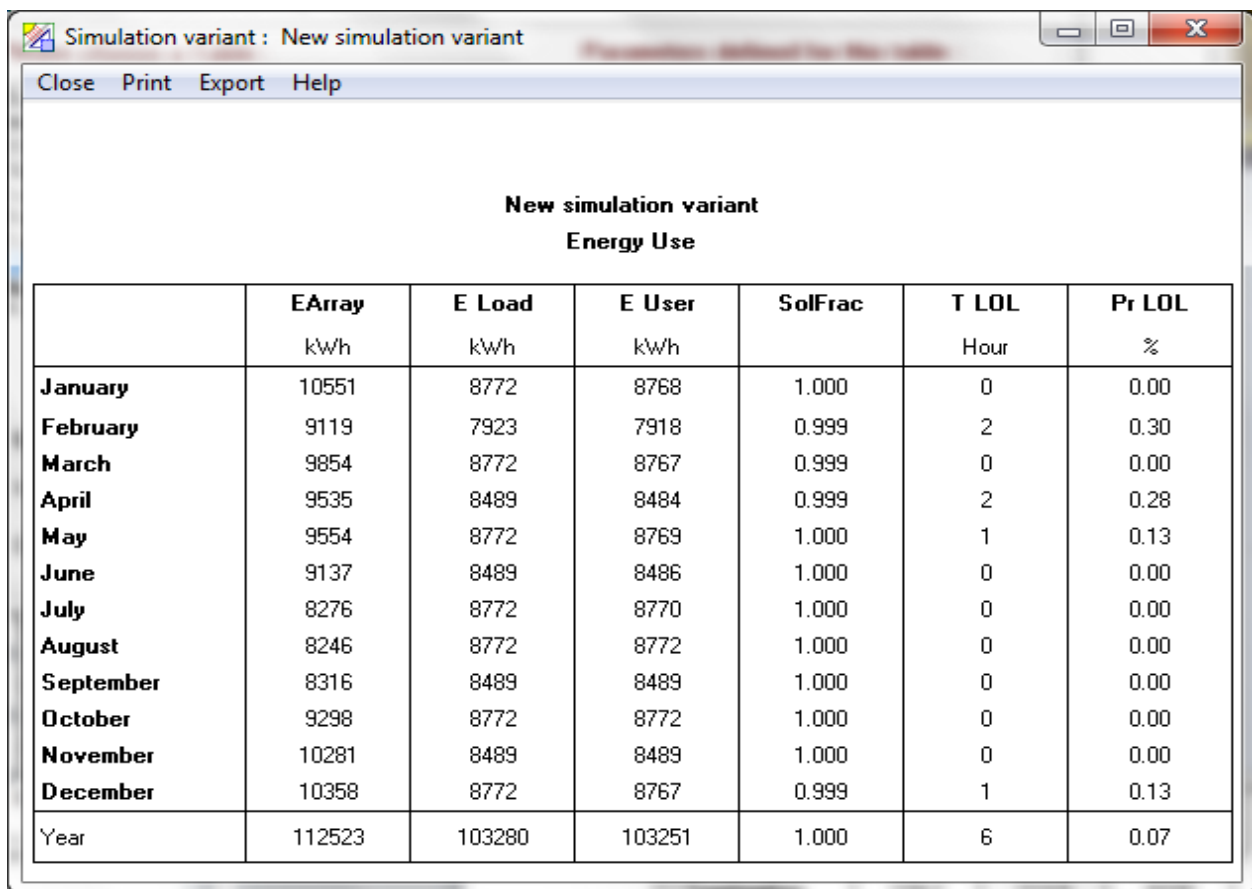 Simulation variant : New simulation variant
Close Print Export Help
New simulation variant
Energy Use
EArray E Load E User SolFrac T LOL Pr LOL
kWh kWh kWh Hour %
January 10551 8772 8768 1.000 0 0.00
February 9119 7923 7918 0.999 2 0.30
March 9854 8772 8767 0.999 0 0.00
April 9535 8489 8484 0.999 2 0.28
May 9554 8772 8769 1.000 1 0.13
June 9137 8489 8486 1.000 0 0.00
July 8276 8772 8770 1.000 0 0.00
August 8246 8772 8772 1.000 0 0.00
September 8316 8489 8489 1.000 0 0.00
October 9298 8772 8772 1.000 0 0.00
November 10281 8489 8489 1.000 0 0.00
December 10358 8772 8767 0.999 1 0.13
Year 112523 103280 103251 1.000 6 0.07